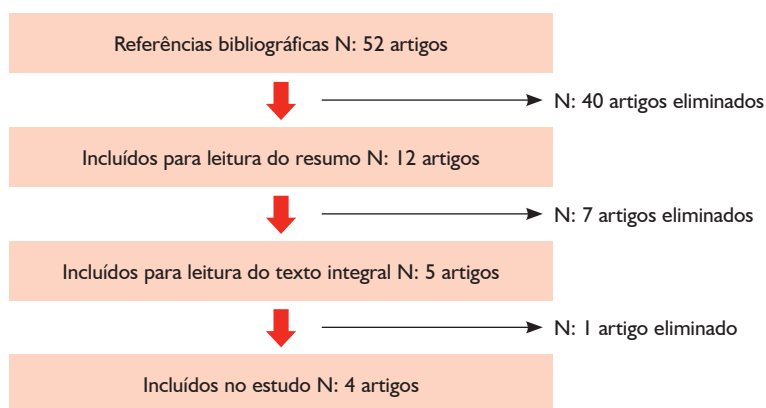 Referências bibliográficas N: 52 artigos
N: 40 artigos eliminados
Incluídos para leitura do resumo N: 12 artigos
N: 7 artigos eliminados
Incluídos para leitura do texto integral N: 5 artigos
N: 1 artigo eliminado
Incluídos no estudo N: 4 artigos